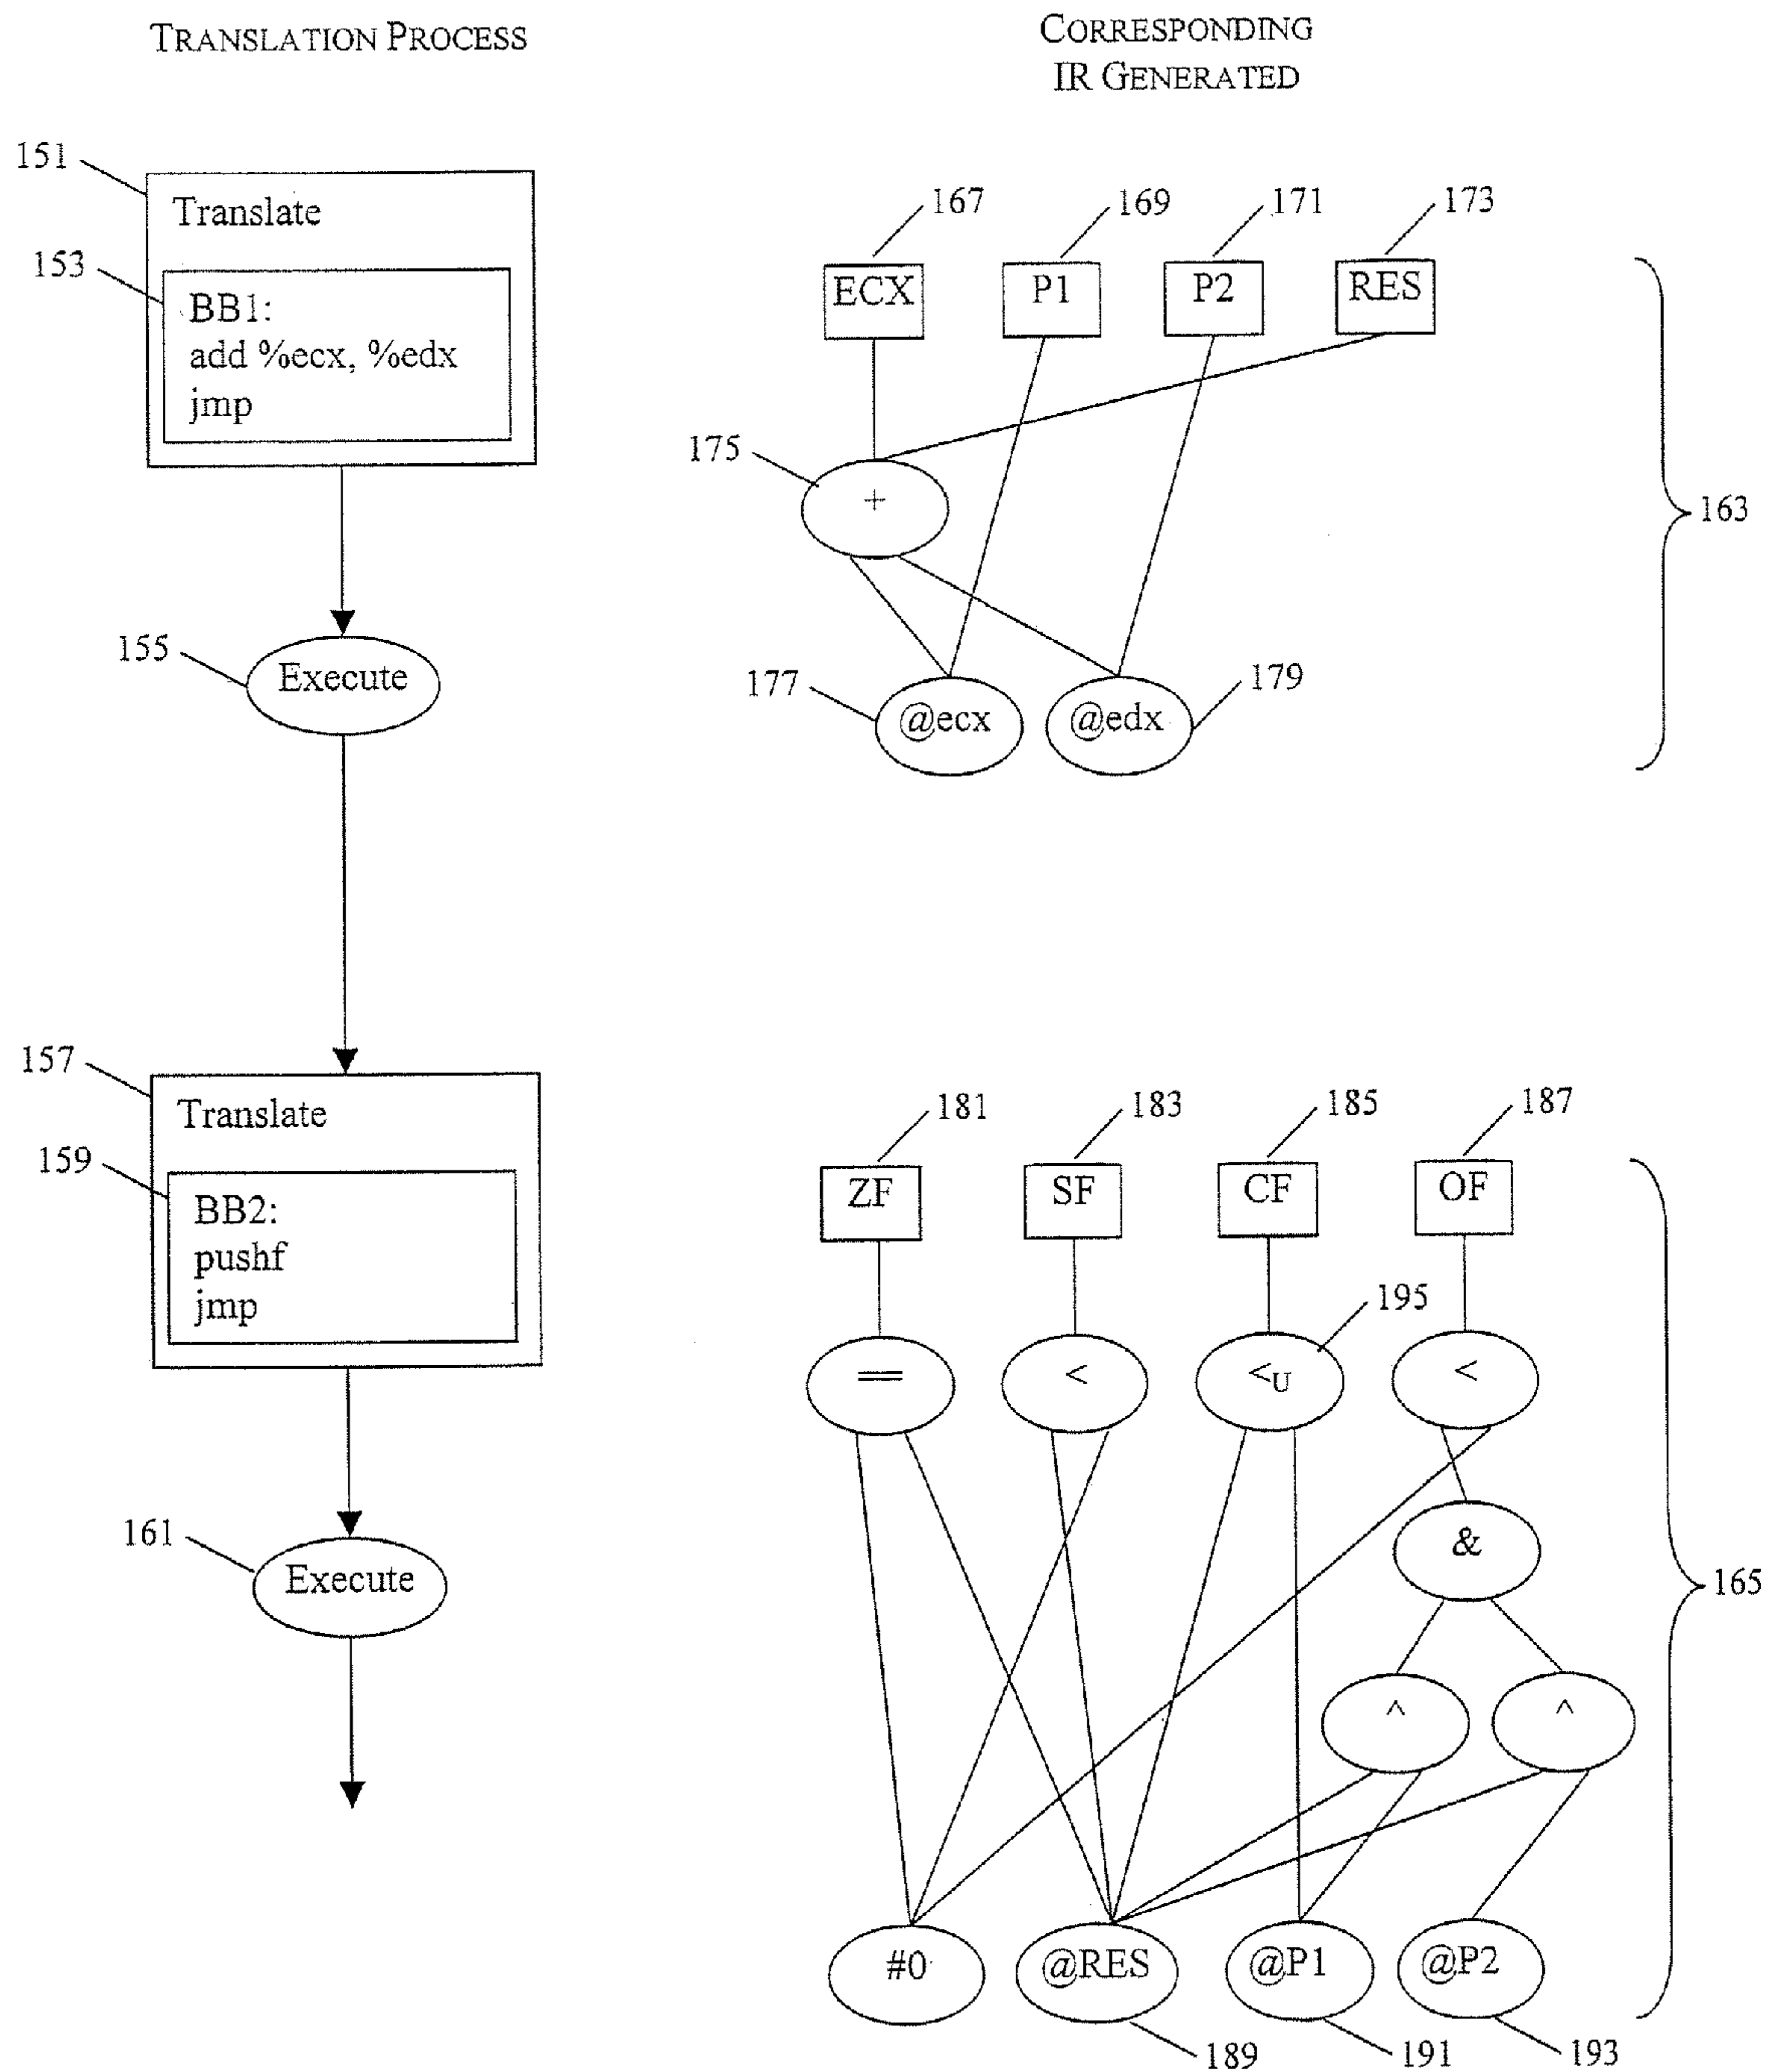 TRANSLATION PROCESS
CORRESPONDING
IR GENERATED
151
Translate
153
BB1:
add %ecx, %edx
jmp
155
Execute
157
Translate
159
BB2:
pushf
jmp
161
Execute
167
169
171
173
ECX
P1
P2
RES
175
+
163
177
@ecx
@edx
179
181
183
185
187
ZF
SF
CF
OF
195
==
<
<U
<
&
165
^
^
#0
@RES
@P1
@P2
189
191
193